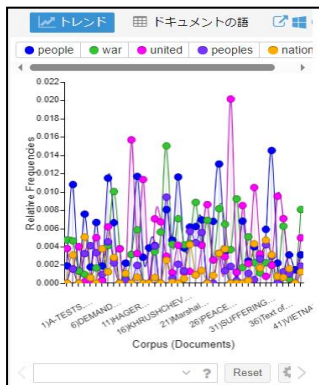 トレンド ドキュメントの語
people war united peoples nation
0.022
0.020
0.018
0.016
0.014
0.012
0.010
0.008
0.006
0.004
0.002
0.000
Relative Frequencies
1)A-TESTS,... 6)DEMAND... 11)HAGER... 16)KHRUSHCHEV... 21)Marshal... 26)PEACE... 31)SUFFERING... 36)Text of... 41)VIETNA
Corpus (Documents)
? Reset